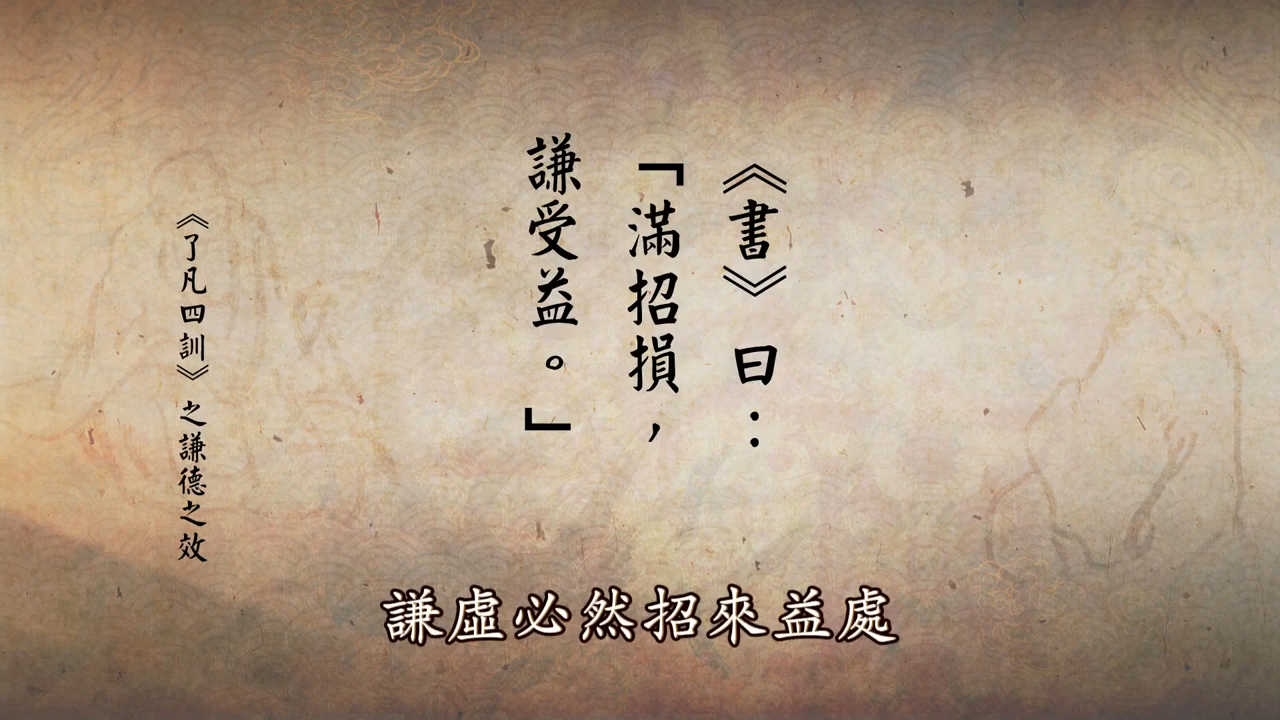 《書》曰：
「滿招損，
謙受益。」
《了凡四訓》之謙德之效
謙虛必然招來益處